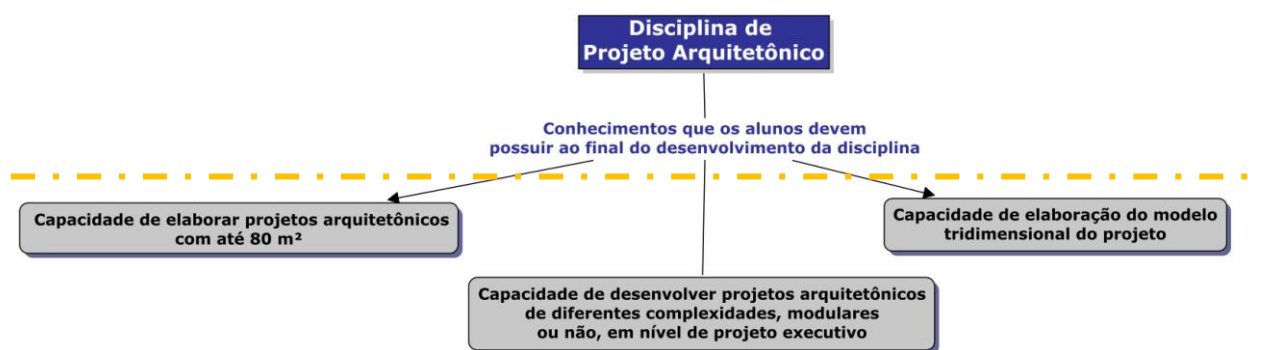 Disciplina de
Projeto Arquitetônico
Conhecimentos que os alunos devem
possuir ao final do desenvolvimento da disciplina
Capacidade de elaborar projetos arquitetônicos
com até 80 m²
Capacidade de elaboração do modelo
tridimensional do projeto
Capacidade de desenvolver projetos arquitetônicos
de diferentes complexidades, modulares
ou não, em nível de projeto executivo